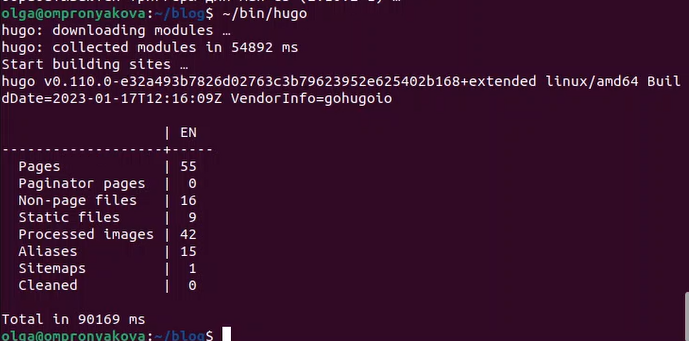 olga@ompronyakova:~/blog$ ~/bin/hugo
hugo: downloading modules …
hugo: collected modules in 54892 ms
Start building sites …
hugo v0.110.0-e32a493b7826d02763c3b79623952e625402b168+extended linux/amd64 Buil
dDate=2023-01-17T12:16:09Z VendorInfo=gohugoio
| EN
-------------------+-----
Pages | 55
Paginator pages | 0
Non-page files | 16
Static files | 9
Processed images | 42
Aliases | 15
Sitemaps | 1
Cleaned | 0
Total in 90169 ms
olga@ompronyakova:~/blog$